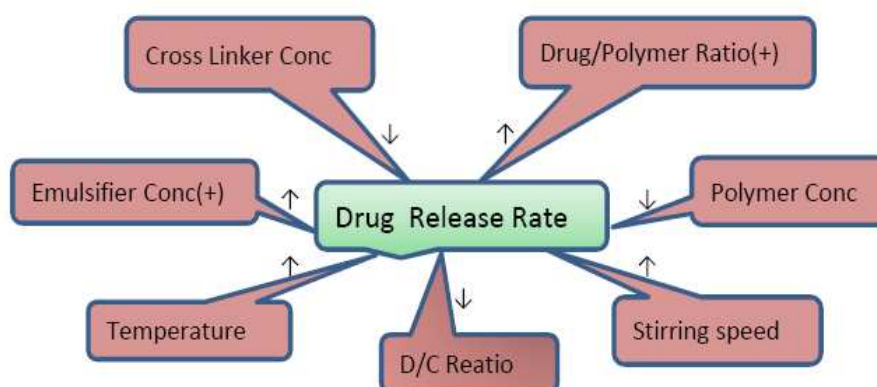 Cross Linker Conc
Drug/Polymer Ratio(+)
↓
↑
Emulsifier Conc(+)
↑
Drug Release Rate
↓
Polymer Conc
↑
↑
Temperature
↓
Stirring speed
D/C Reatio